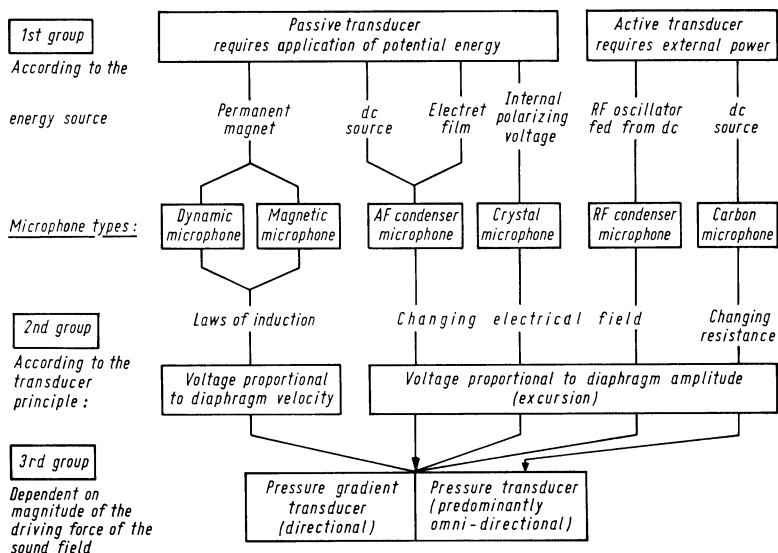 1st group
According to the
energy source
Passive transducer
requires application of potential energy
Active transducer
requires external power
Permanent
magnet
dc
source
Electret
film
Internal
polarizing
voltage
RF oscillator
fed from dc
dc
source
Microphone types:
Dynamic
microphone
Magnetic
microphone
AF condenser
microphone
Crystal
microphone
RF condenser
microphone
Carbon
microphone
2nd group
According to the
transducer
principle:
Laws of induction
Changing electrical field
Changing
resistance
Voltage proportional
to diaphragm velocity
Voltage proportional to diaphragm amplitude
(excursion)
3rd group
Dependent on
magnitude of the
driving force of the
sound field
Pressure gradient
transducer
(directional)
Pressure transducer
(predominantly
omni-directional)